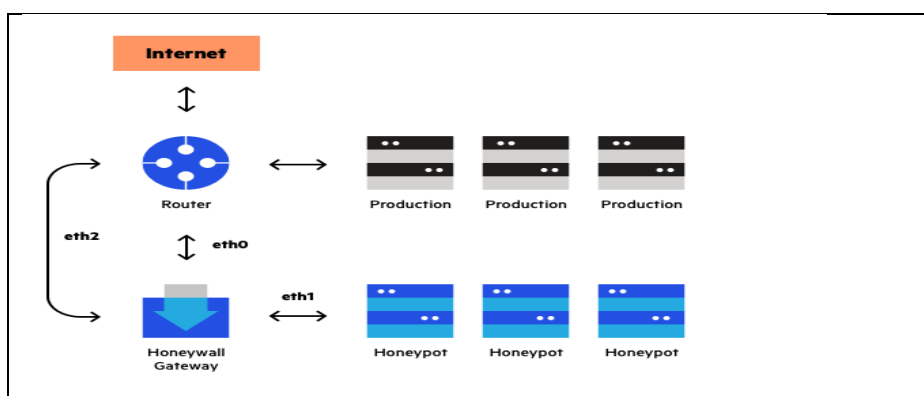 Internet
Router
Production
Production
Production
eth2
eth0
eth1
Honeywall
Gateway
Honeypot
Honeypot
Honeypot